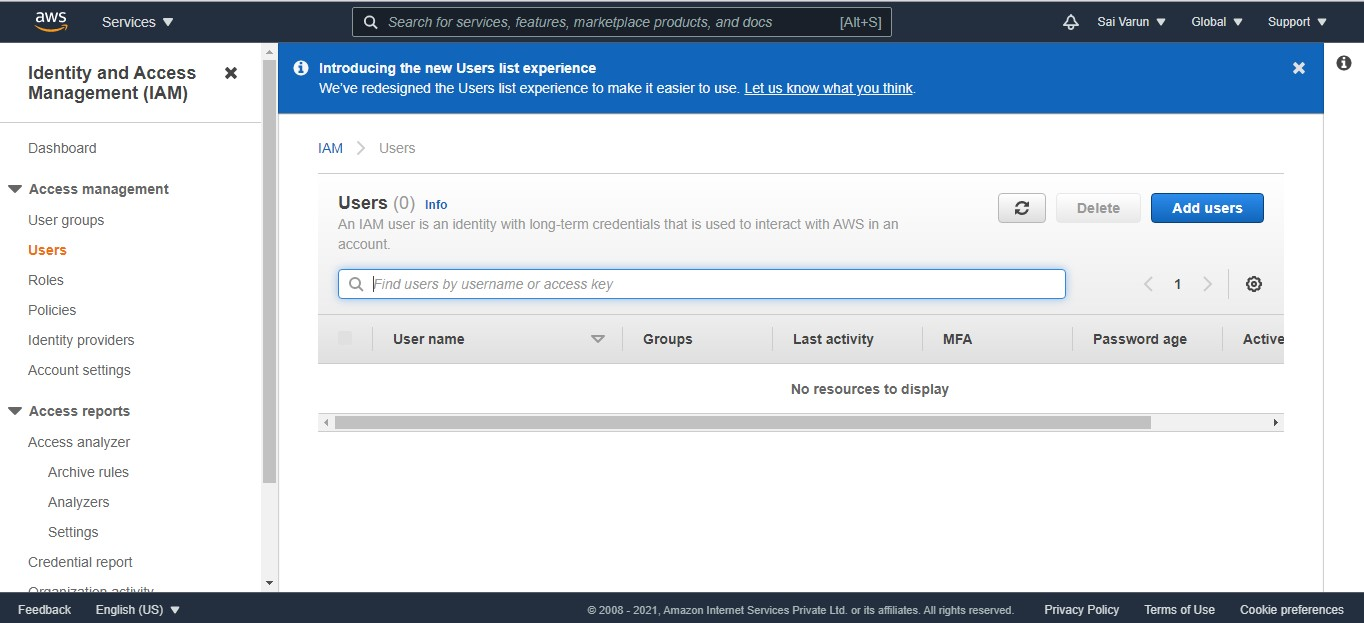 aws
Services
Search for services, features, marketplace products, and docs [Alt+S]
Sai Varun
Global
Support
Identity and Access
Management (IAM)
Dashboard
Access management
User groups
Users
Roles
Policies
Identity providers
Account settings
Access reports
Access analyzer
Archive rules
Analyzers
Settings
Credential report
Organization activity
Introducing the new Users list experience
We've redesigned the Users list experience to make it easier to use. Let us know what you think.
IAM
Users
Users (0) Info
An IAM user is an identity with long-term credentials that is used to interact with AWS in an
account.
Delete
Add users
Find users by username or access key
1
User name
Groups
Last activity
MFA
Password age
Active
No resources to display
Feedback
English (US)
© 2008 - 2021, Amazon Internet Services Private Ltd. or its affiliates. All rights reserved.
Privacy Policy
Terms of Use
Cookie preferences